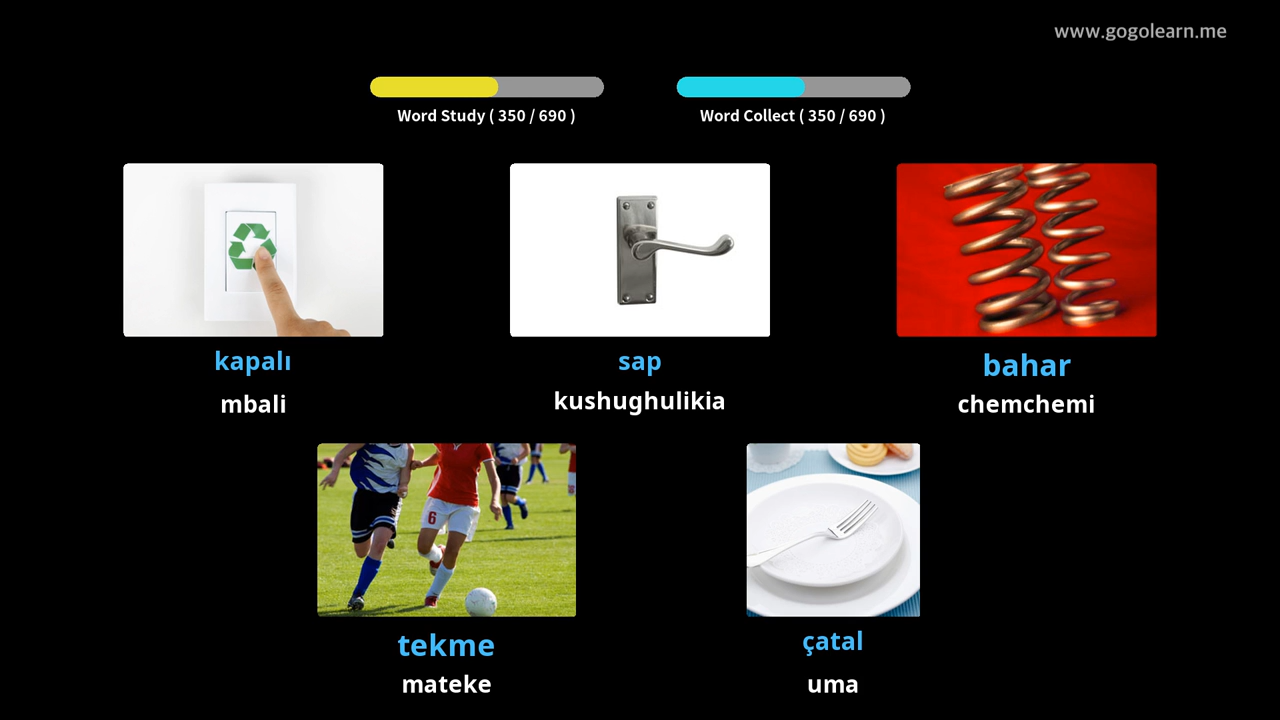 www.gogolearn.me
Word Study ( 350 / 690 )
Word Collect ( 350 / 690 )
kapalı
mbali
sap
kushughulikia
bahar
chemchemi
tekme
mateke
çatal
uma
6